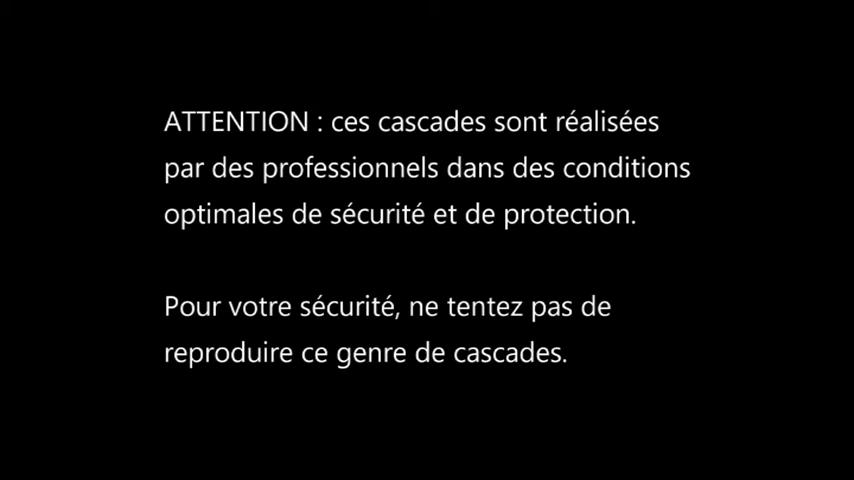 ATTENTION : ces cascades sont réalisées
par des professionnels dans des conditions
optimales de sécurité et de protection.
Pour votre sécurité, ne tentez pas de
reproduire ce genre de cascades.